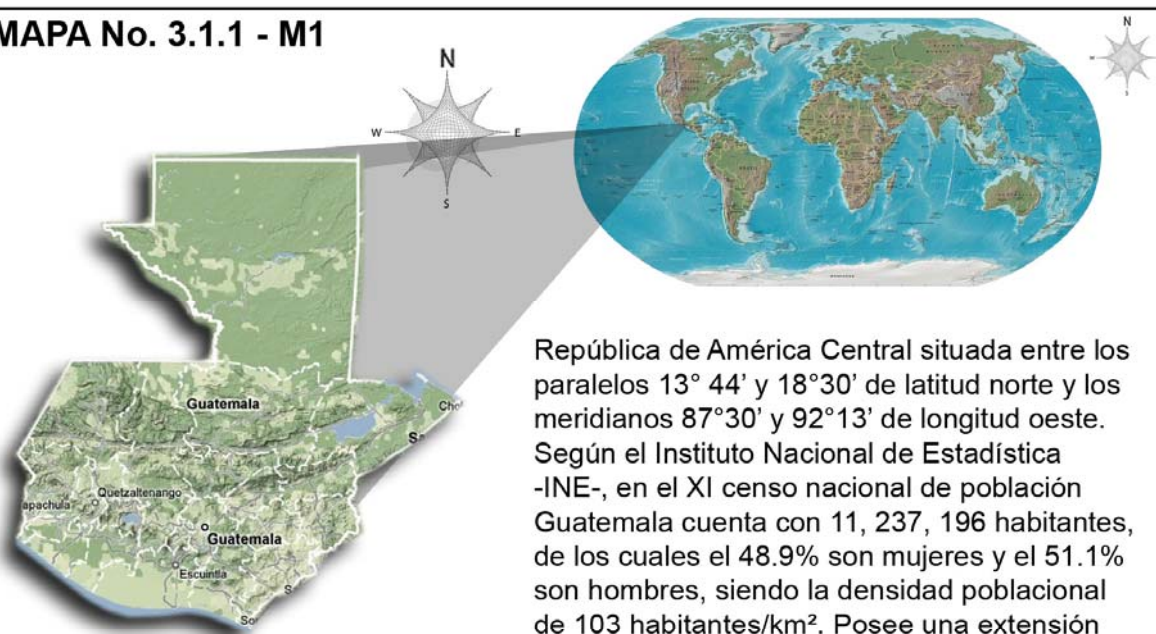 MAPA No. 3.1.1 - M1
N
W
E
S
N
W
S
Guatemala
Cho
Sa
Quetzaltenango
apachula
Guatemala
Escuintla
S
So
República de América Central situada entre los
paralelos 13° 44’ y 18°30’ de latitud norte y los
meridianos 87°30’ y 92°13’ de longitud oeste.
Según el Instituto Nacional de Estadística
-INE-, en el XI censo nacional de población
Guatemala cuenta con 11, 237, 196 habitantes,
de los cuales el 48.9% son mujeres y el 51.1%
son hombres, siendo la densidad poblacional
de 103 habitantes/km². Posee una extensión